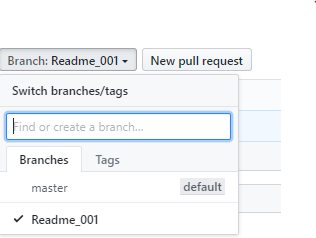 Branch: Readme_001 New pull request
Switch branches/tags
Find or create a branch...
Branches Tags
master default
Readme_001